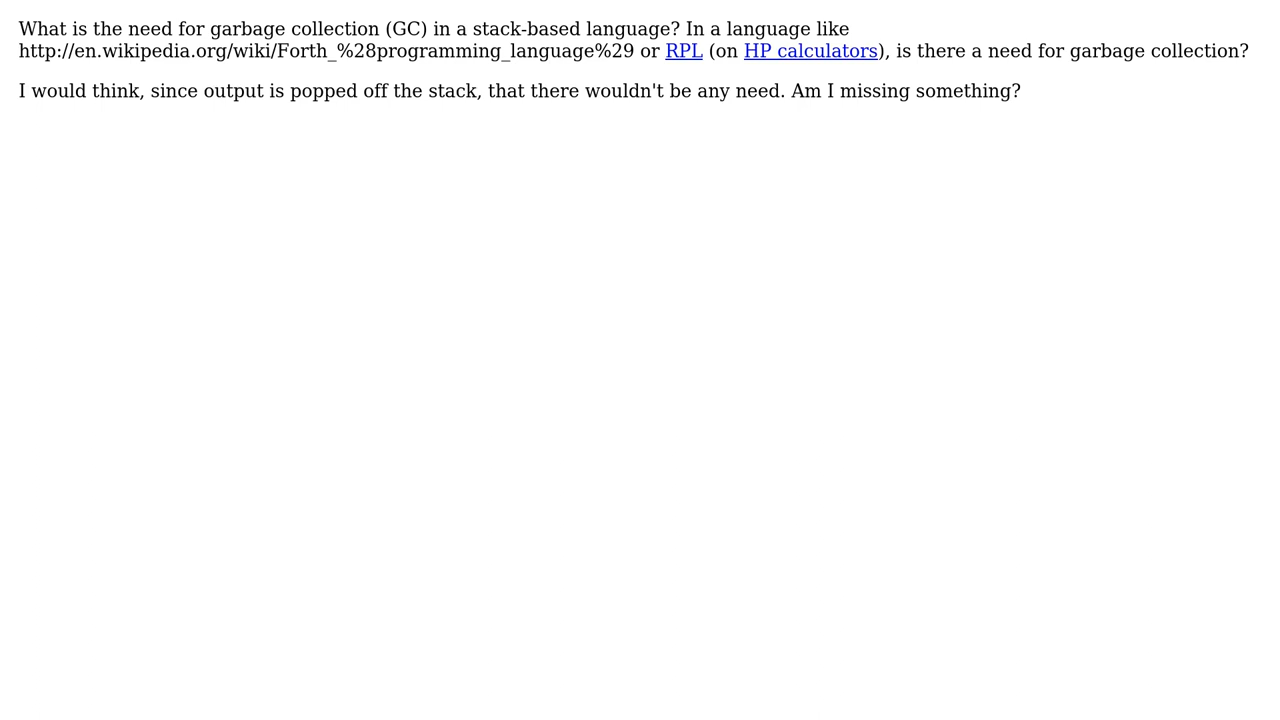 What is the need for garbage collection (GC) in a stack-based language? In a language like
http://en.wikipedia.org/wiki/Forth_%28programming_language%29 or RPL (on HP calculators), is there a need for garbage collection?
I would think, since output is popped off the stack, that there wouldn't be any need. Am I missing something?